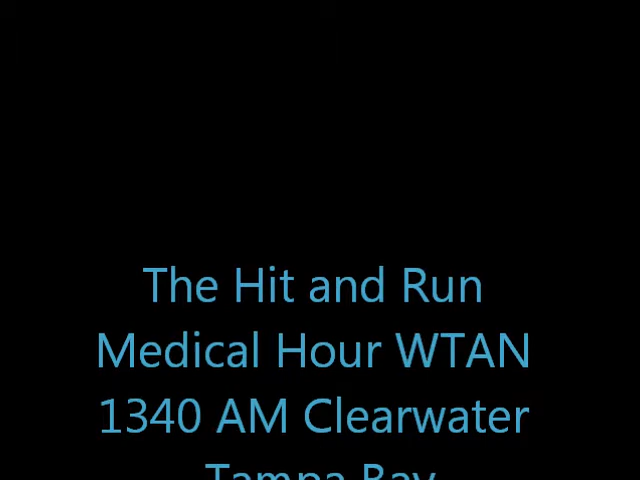 The Hit and Run
Medical Hour WTAN
1340 AM Clearwater
Tampa Bay